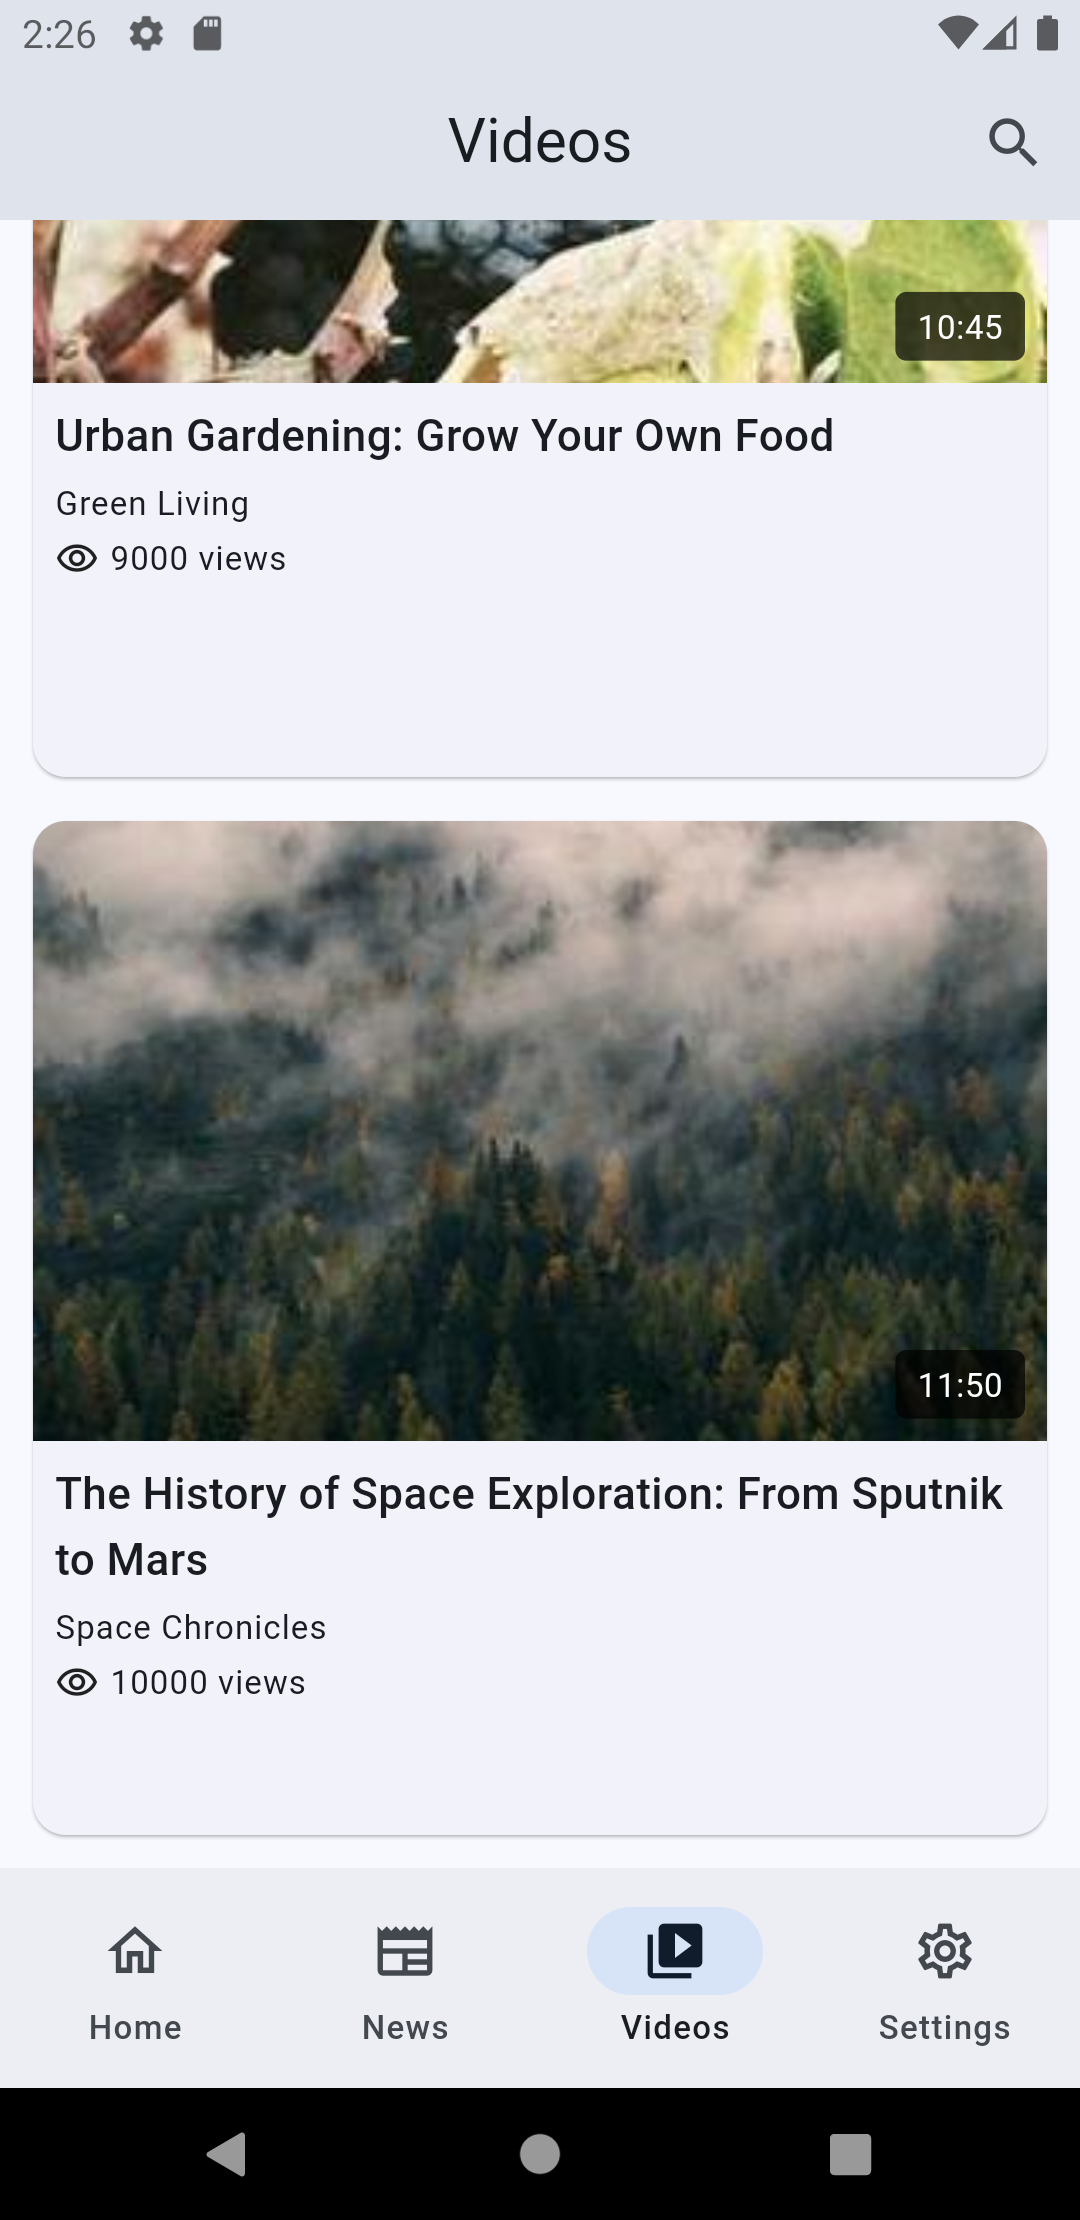 2:26
Videos
10:45
Urban Gardening: Grow Your Own Food
Green Living
9000 views
11:50
The History of Space Exploration: From Sputnik
to Mars
Space Chronicles
10000 views
Home
News
Videos
Settings